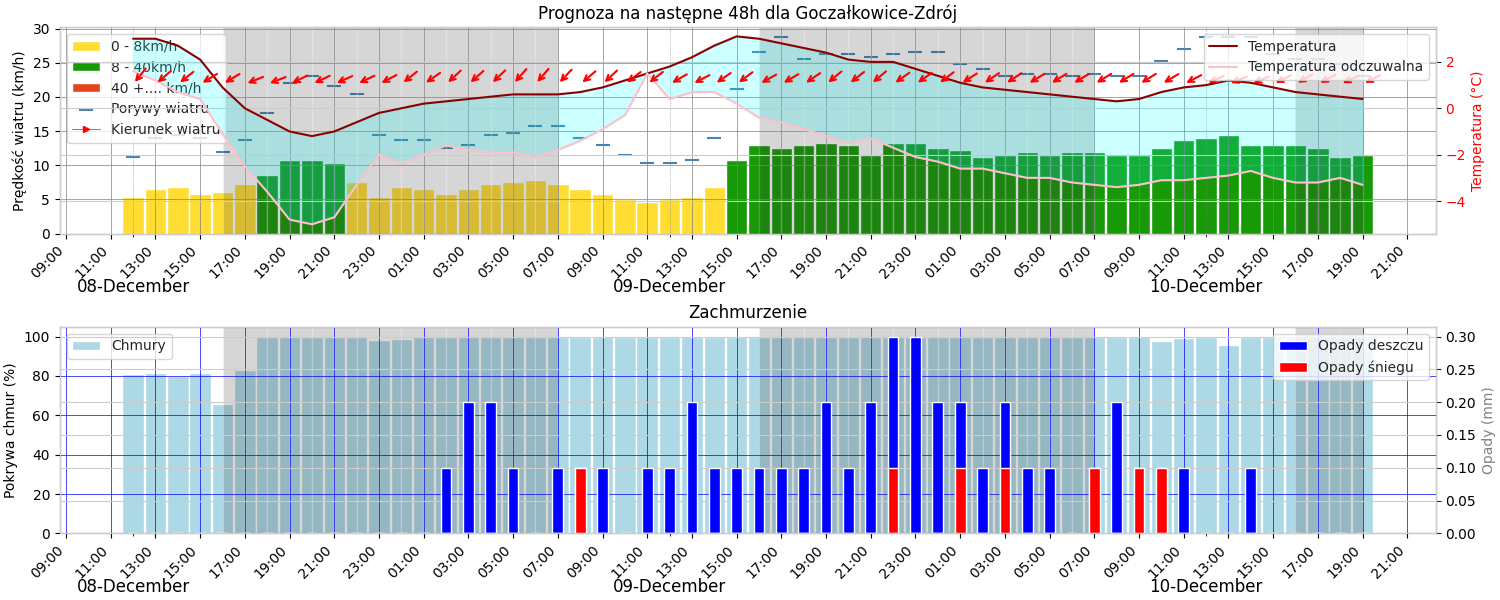 Prognoza na następne 48h dla Goczałkowice-Zdrój
Prędkość wiatru (km/h)
30
25
20
15
10
5
0
0 - 8km/h
8 - 40km/h
40 +.... km/h
Porywy wiatru
Kierunek wiatru
Temperatura
Temperatura odczuwalna
2
0
−2
−4
Temperatura (°C)
09:00 11:00 13:00 15:00 17:00 19:00 21:00 23:00 01:00 03:00 05:00 07:00 09:00 11:00 13:00 15:00 17:00 19:00 21:00 23:00 01:00 03:00 05:00 07:00 09:00 11:00 13:00 15:00 17:00 19:00 21:00
08-December 09-December 10-December
Zachmurzenie
Pokrywa chmur (%)
100
80
60
40
20
0
Chmury
Opady deszczu
Opady śniegu
0.30
0.25
0.20
0.15
0.10
0.05
0.00
Opady (mm)
09:00 11:00 13:00 15:00 17:00 19:00 21:00 23:00 01:00 03:00 05:00 07:00 09:00 11:00 13:00 15:00 17:00 19:00 21:00 23:00 01:00 03:00 05:00 07:00 09:00 11:00 13:00 15:00 17:00 19:00 21:00
08-December 09-December 10-December